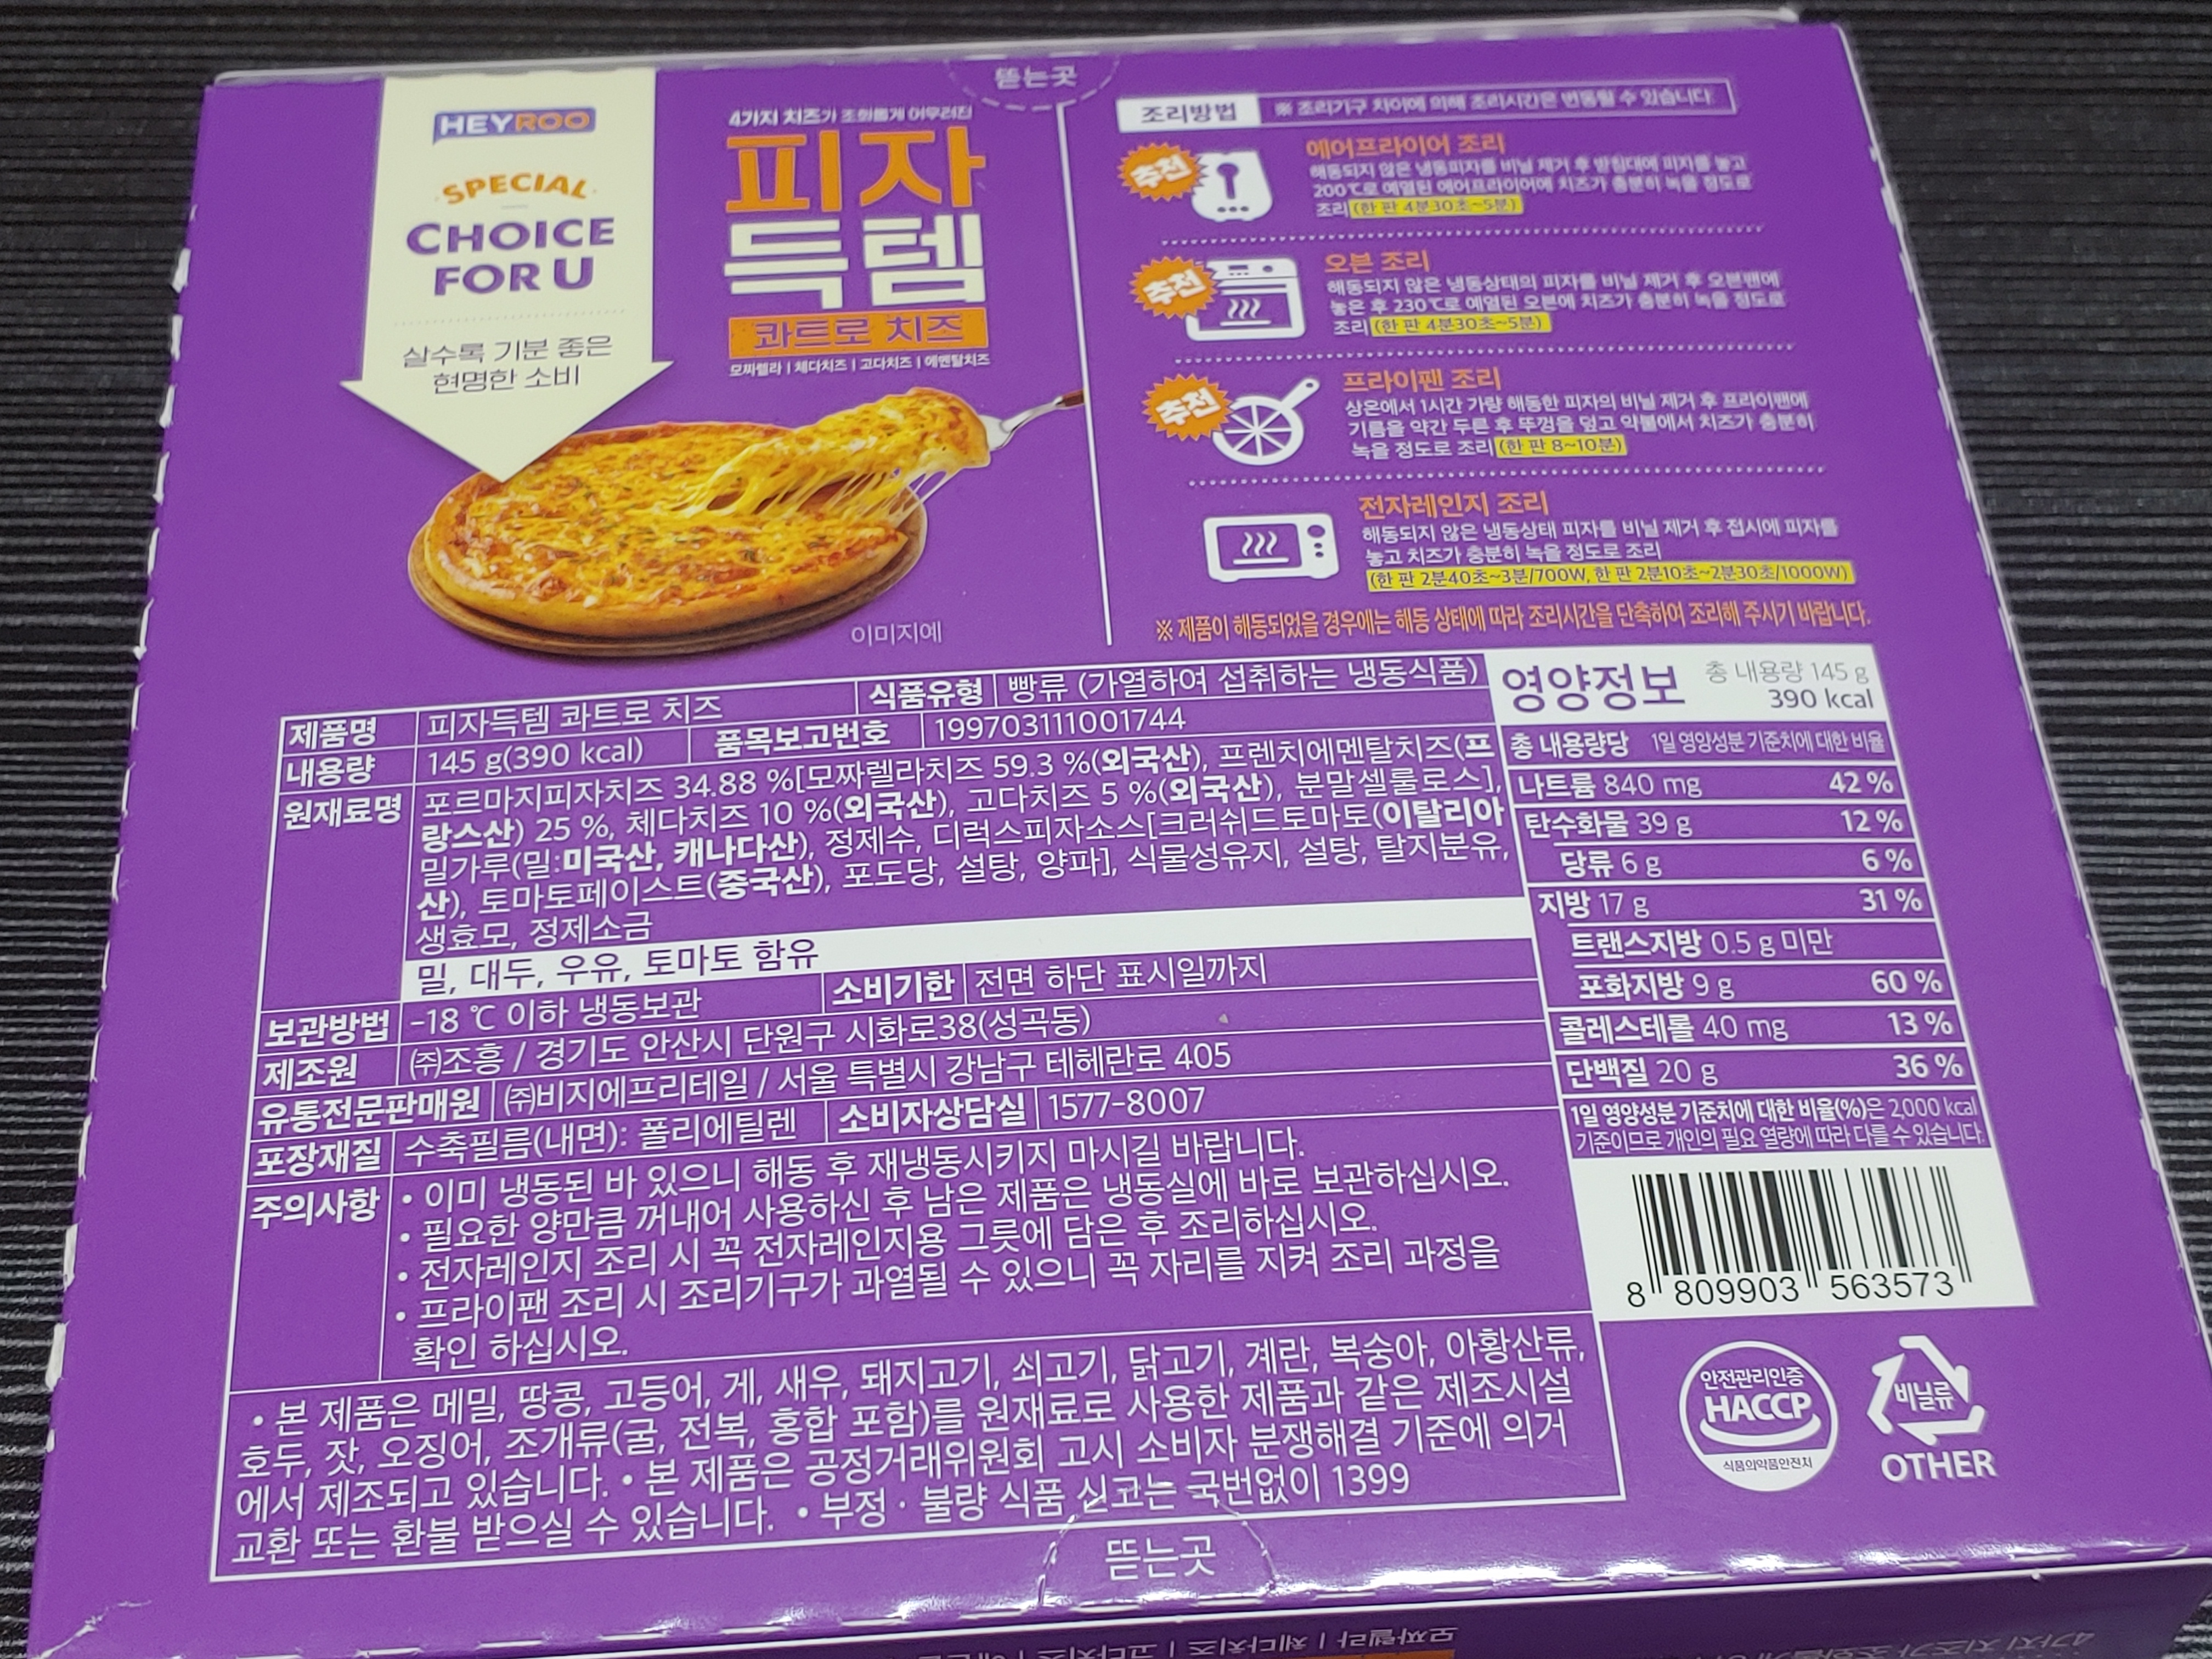 뜯는곳
HEYROO
SPECIAL
CHOICE
FOR U
살수록 기분 좋은
현명한 소비
4가지 치즈가 조화롭게 어우러진
피자
득템
콰트로 치즈
모짜렐라 | 체다치즈 | 고다치즈 | 에멘탈치즈
이미지예
조리방법 ※ 조리기구 차이에 의해 조리시간은 변동될 수 있습니다
추천
에어프라이어 조리
해동되지 않은 냉동피자를 비닐 제거 후 받침대에 피자를 놓고
200℃로 예열된 에어프라이어에 치즈가 충분히 녹을 정도로
조리 (한 판 4분30초~5분)
추천
오븐 조리
해동되지 않은 냉동상태의 피자를 비닐 제거 후 오븐팬에
놓은 후 230℃로 예열된 오븐에 치즈가 충분히 녹을 정도로
조리 (한 판 4분30초~5분)
추천
프라이팬 조리
상온에서 1시간 가량 해동한 피자의 비닐 제거 후 프라이팬에
기름을 약간 두른 후 뚜껑을 덮고 약불에서 치즈가 충분히
녹을 정도로 조리 (한 판 8~10분)
전자레인지 조리
해동되지 않은 냉동상태 피자를 비닐 제거 후 접시에 피자를
놓고 치즈가 충분히 녹을 정도로 조리
(한 판 2분40초~3분/700W, 한 판 2분10초~2분30초/1000W)
※ 제품이 해동되었을 경우에는 해동 상태에 따라 조리시간을 단축하여 조리해 주시기 바랍니다.
제품명 피자득템 콰트로 치즈 식품유형 빵류 (가열하여 섭취하는 냉동식품)
내용량 145 g(390 kcal) 품목보고번호 199703111001744
원재료명 포르마지피자치즈 34.88 %[모짜렐라치즈 59.3 %(외국산), 프렌치에멘탈치즈(프
랑스산) 25 %, 체다치즈 10 %(외국산), 고다치즈 5 %(외국산), 분말셀룰로스],
밀가루(밀:미국산, 캐나다산), 정제수, 디럭스피자소스[크러쉬드토마토(이탈리아
산), 토마토페이스트(중국산), 포도당, 설탕, 양파], 식물성유지, 설탕, 탈지분유,
생효모, 정제소금
밀, 대두, 우유, 토마토 함유
보관방법 -18 ℃ 이하 냉동보관 소비기한 전면 하단 표시일까지
제조원 ㈜조흥 / 경기도 안산시 단원구 시화로38(성곡동)
유통전문판매원 ㈜비지에프리테일 / 서울 특별시 강남구 테헤란로 405
포장재질 수축필름(내면): 폴리에틸렌 소비자상담실 1577-8007
주의사항 • 이미 냉동된 바 있으니 해동 후 재냉동시키지 마시길 바랍니다.
• 필요한 양만큼 꺼내어 사용하신 후 남은 제품은 냉동실에 바로 보관하십시오.
• 전자레인지 조리 시 꼭 전자레인지용 그릇에 담은 후 조리하십시오.
• 프라이팬 조리 시 조리기구가 과열될 수 있으니 꼭 자리를 지켜 조리 과정을
확인 하십시오.
• 본 제품은 메밀, 땅콩, 고등어, 게, 새우, 돼지고기, 쇠고기, 닭고기, 계란, 복숭아, 아황산류,
호두, 잣, 오징어, 조개류(굴, 전복, 홍합 포함)를 원재료로 사용한 제품과 같은 제조시설
에서 제조되고 있습니다. • 본 제품은 공정거래위원회 고시 소비자 분쟁해결 기준에 의거
교환 또는 환불 받으실 수 있습니다. • 부정 · 불량 식품 신고는 국번없이 1399
영양정보 총 내용량 145 g
390 kcal
총 내용량당 1일 영양성분 기준치에 대한 비율
나트륨 840 mg 42 %
탄수화물 39 g 12 %
당류 6 g 6 %
지방 17 g 31 %
트랜스지방 0.5 g 미만
포화지방 9 g 60 %
콜레스테롤 40 mg 13 %
단백질 20 g 36 %
1일 영양성분 기준치에 대한 비율(%)은 2,000 kcal
기준이므로 개인의 필요 열량에 따라 다를 수 있습니다.
8 809903 563573
안전관리인증
HACCP
식품의약품안전처
비닐류
OTHER
뜯는곳